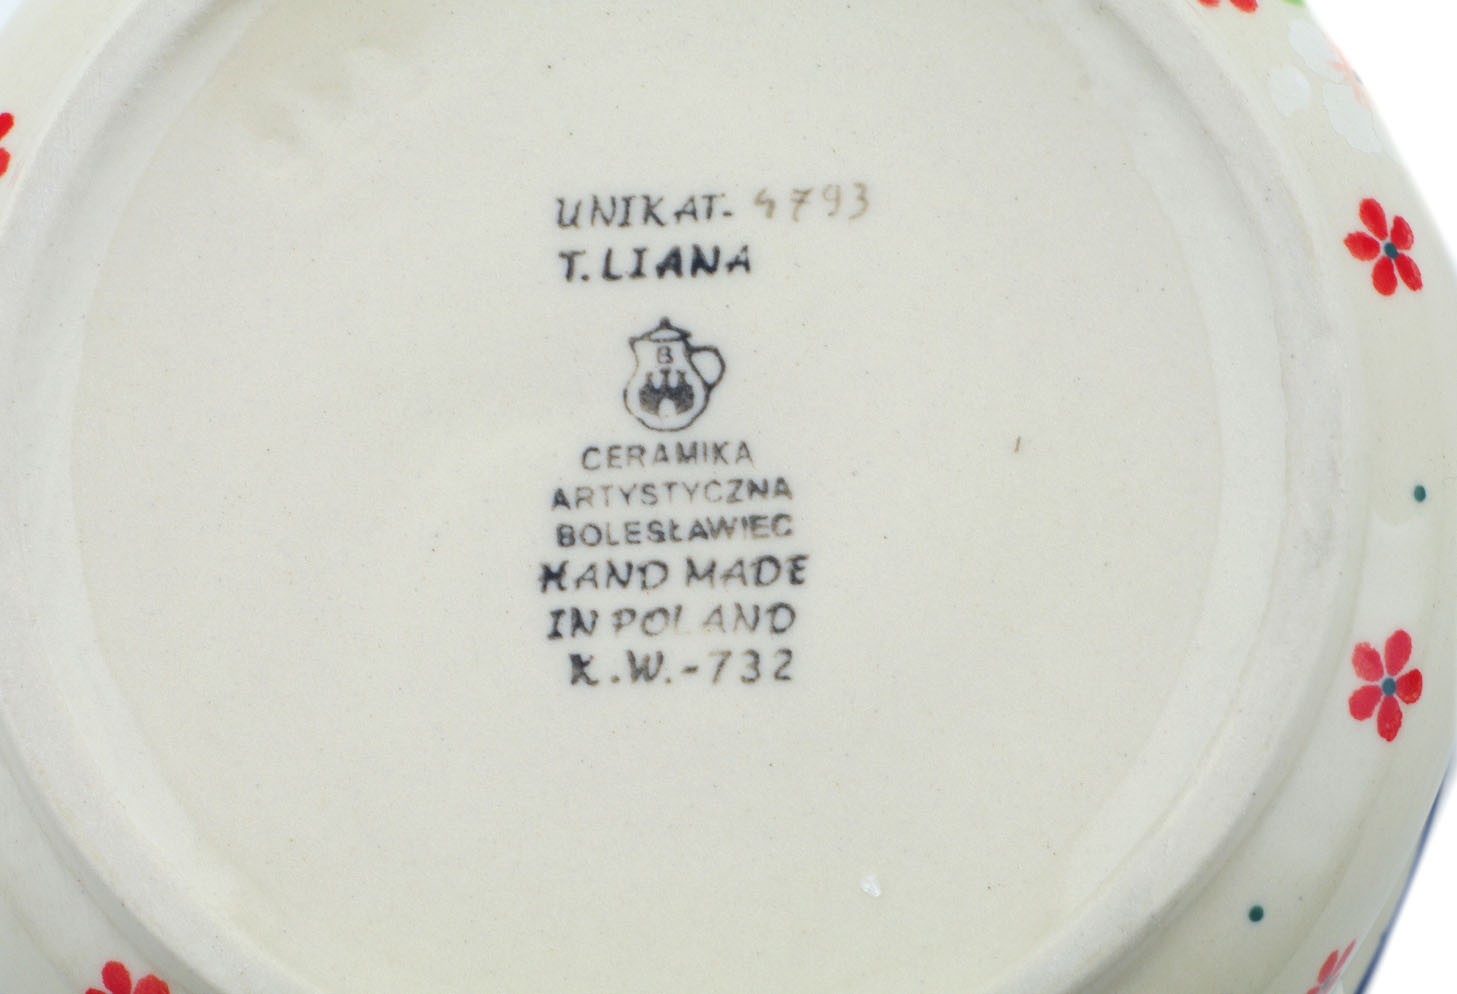 UNIKAT- 4793
T. LIANA
B
CERAMIKA
ARTYSTYCZNA
BOLESŁAWIEC
HAND MADE
IN POLAND
K.W.-732